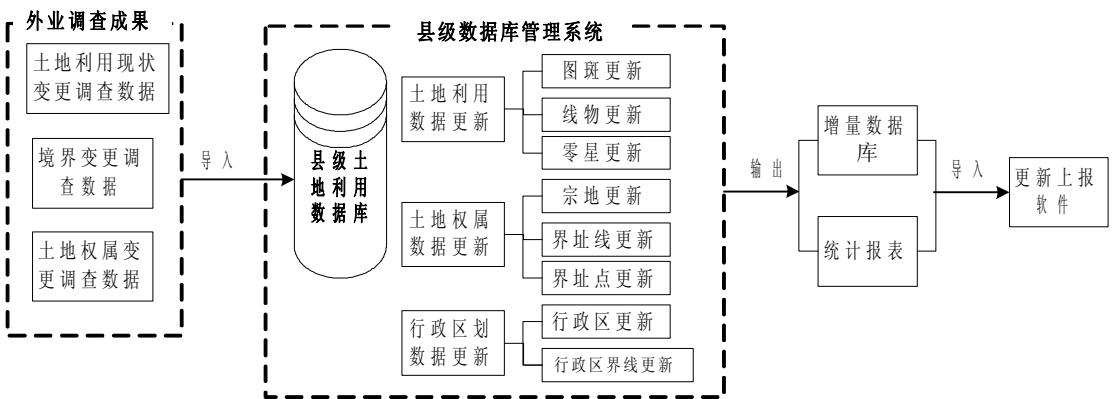 外业调查成果
土地利用现状
变更调查数据
境界变更调
查数据
土地权属变
更调查数据
导入
县级数据库管理系统
县级土
地利用
数据库
土地利用
数据更新
图斑更新
线物更新
零星更新
土地权属
数据更新
宗地更新
界址线更新
界址点更新
行政区划
数据更新
行政区更新
行政区界线更新
输出
增量数据
库
统计报表
导入
更新上报
软件